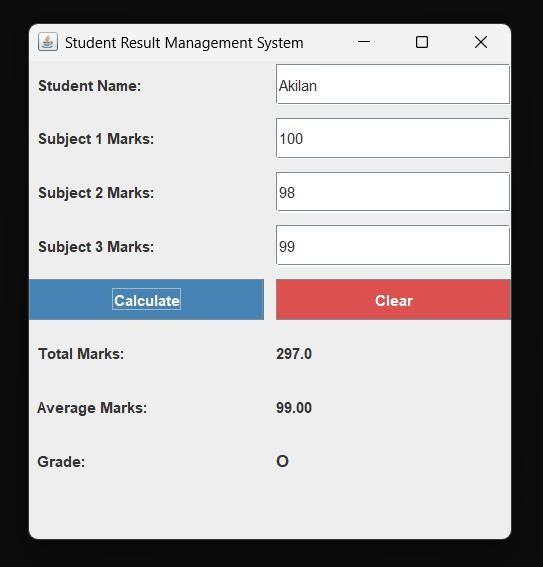 Student Result Management System
Student Name: Akilan
Subject 1 Marks: 100
Subject 2 Marks: 98
Subject 3 Marks: 99
Calculate Clear
Total Marks: 297.0
Average Marks: 99.00
Grade: O